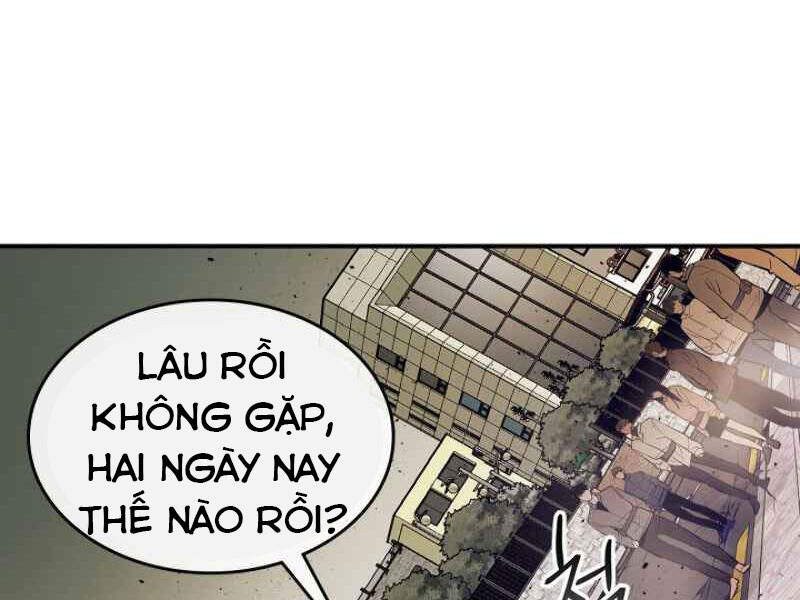 LÂU RỒI
KHÔNG GẶP,
HAI NGÀY NAY
THẾ NÀO RỒI?